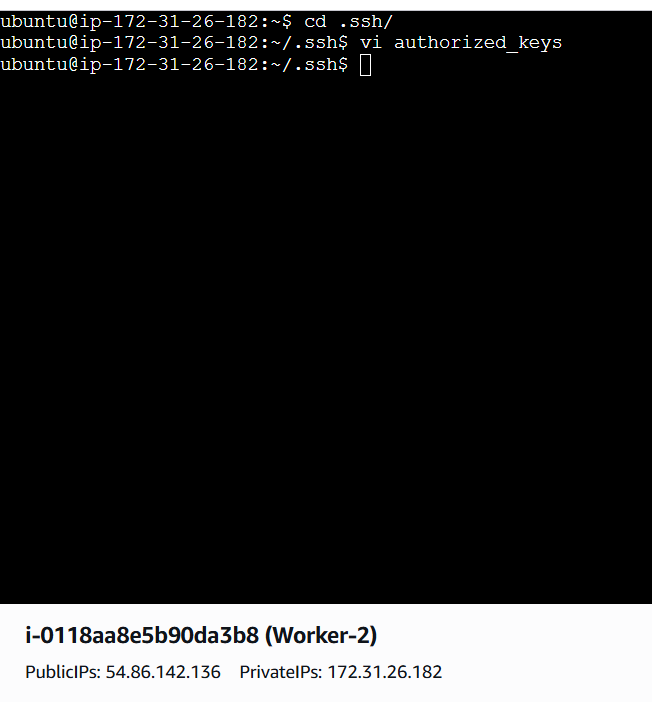 ubuntu@ip-172-31-26-182:~$ cd .ssh/
ubuntu@ip-172-31-26-182:~/.ssh$ vi authorized_keys
ubuntu@ip-172-31-26-182:~/.ssh$
i-0118aa8e5b90da3b8 (Worker-2)
PublicIPs: 54.86.142.136 PrivateIPs: 172.31.26.182